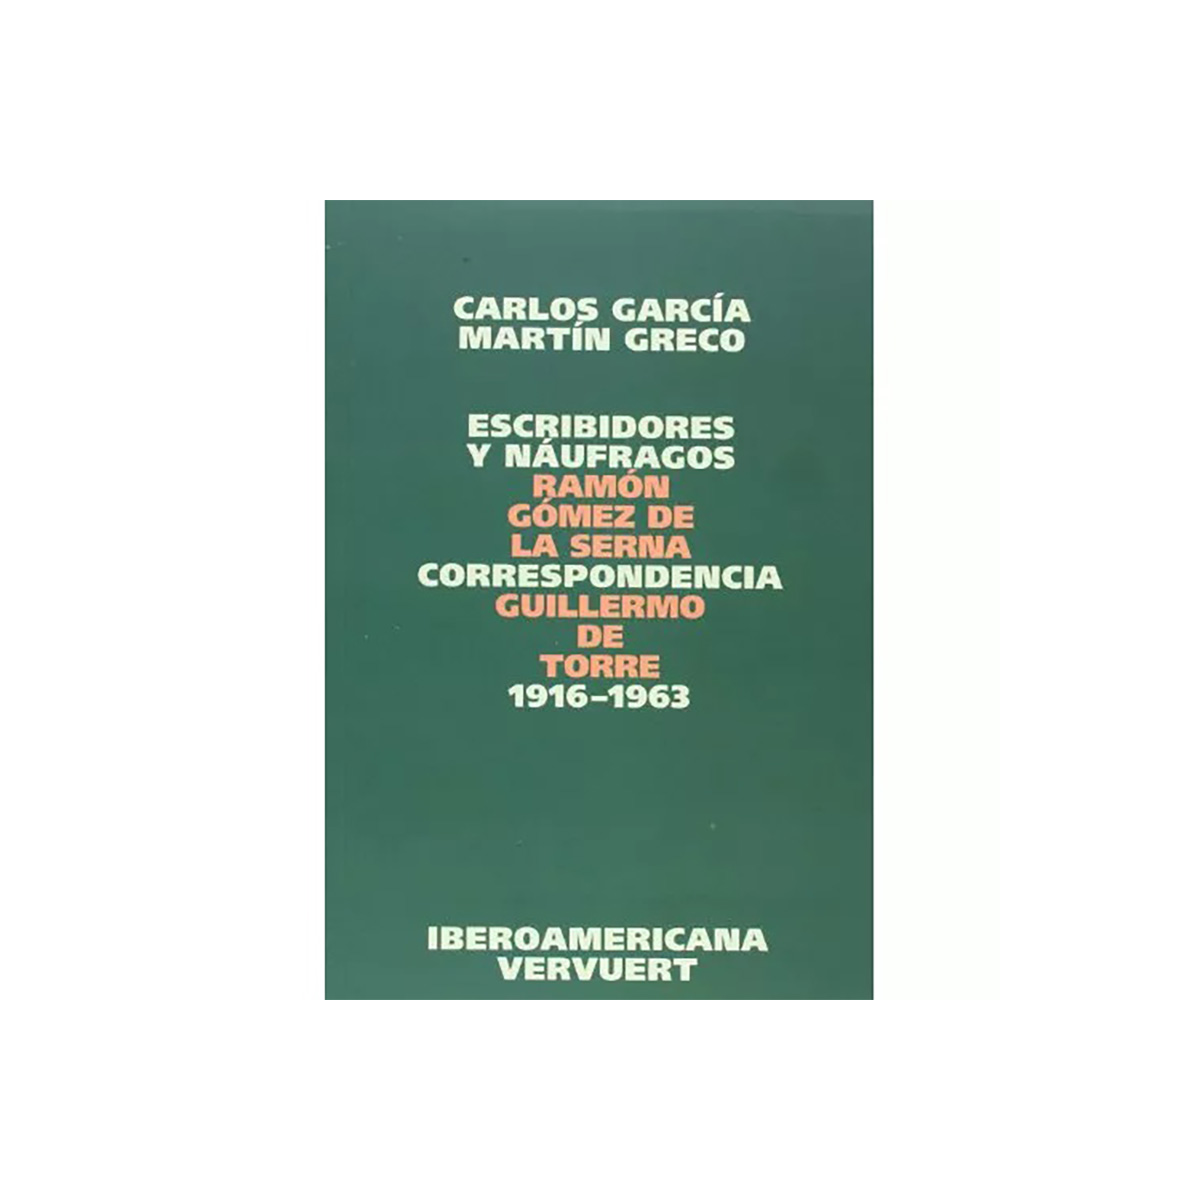 CARLOS GARCÍA
MARTÍN GRECO
ESCRIBIDORES
Y NÁUFRAGOS
RAMÓN
GÓMEZ DE
LA SERNA
CORRESPONDENCIA
GUILLERMO
DE
TORRE
1916–1963
IBEROAMERICANA
VERVUERT